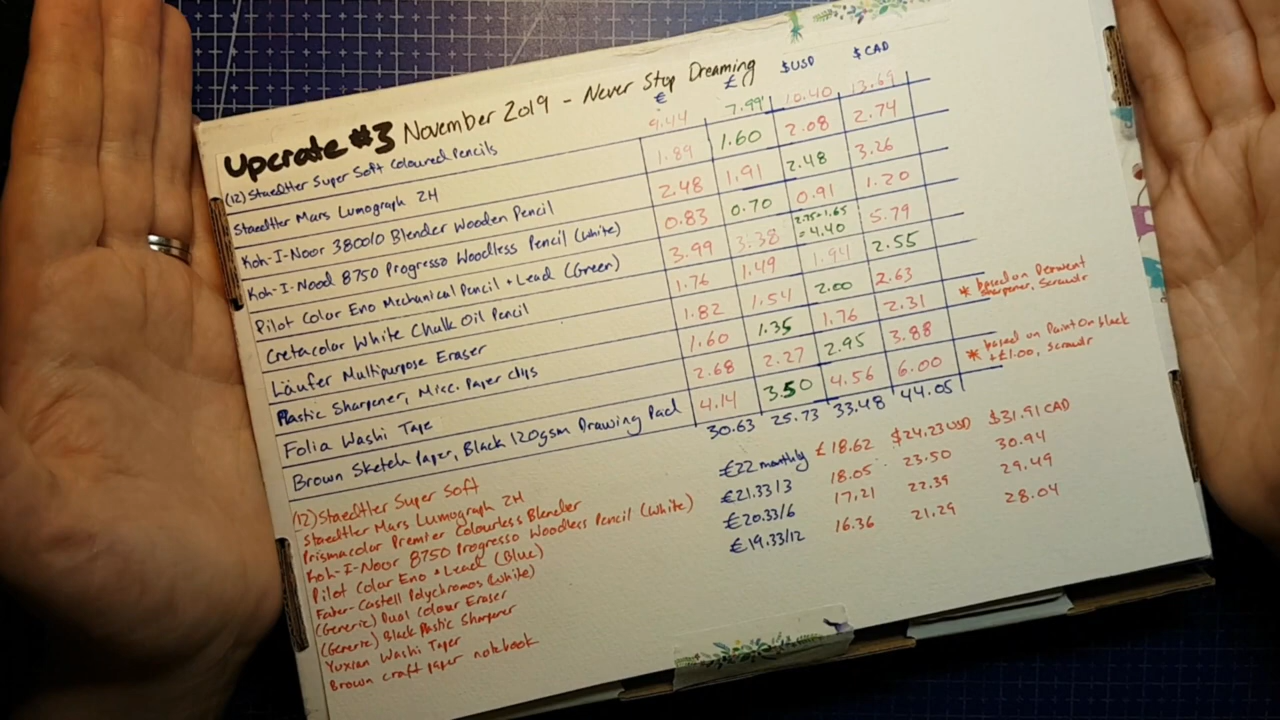 Upcrate #3 November 2019 - Never Stop Dreaming
€ £ $USD $CAD
(12) Staedtler Super Soft Coloured Pencils 9.44 7.99 10.40 13.69
Staedtler Mars Lumograph 2H 1.89 1.60 2.08 2.74
Koh-I-Noor 380010 Blender Wooden Pencil 2.48 1.91 2.48 3.26
Koh-I-Nood 8750 Progresso Woodless Pencil (White) 0.83 0.70 0.91 1.20
Pilot Color Eno Mechanical Pencil + Lead (Green) 3.99 3.38 2.75+1.65 = 4.40 5.79
Cretacolor White Chalk Oil Pencil 1.76 1.49 1.94 2.55
Läufer Multipurpose Eraser 1.82 1.54 2.00 2.63
Plastic Sharpener, Misc. Paper Clips 1.60 1.35 1.76 2.31 * based on Derwent sharpener, Scrawlr
Folia Washi Tape 2.68 2.27 2.95 3.88
Brown Sketch Paper, Black 120gsm Drawing Pad 4.14 3.50 4.56 6.00 * based on Paint On black +£1.00, Scrawlr
30.63 25.73 33.48 44.05
€22 monthly £18.62 $24.23 USD $31.91 CAD
€21.33/3 18.05 23.50 30.94
€20.33/6 17.21 22.39 29.49
€19.33/12 16.36 21.29 28.04
(12) Staedtler Super Soft
Staedtler Mars Lumograph 2H
Prismacolor Premier Colourless Blender
Koh-I-Noor 8750 Progresso Woodless Pencil (White)
Pilot Color Eno + Lead (Blue)
Faber-Castell Polychromos (White)
(Generic) Dual Colour Eraser
(Generic) Black Plastic Sharpener
Yuxian Washi Taper
Brown craft paper notebook